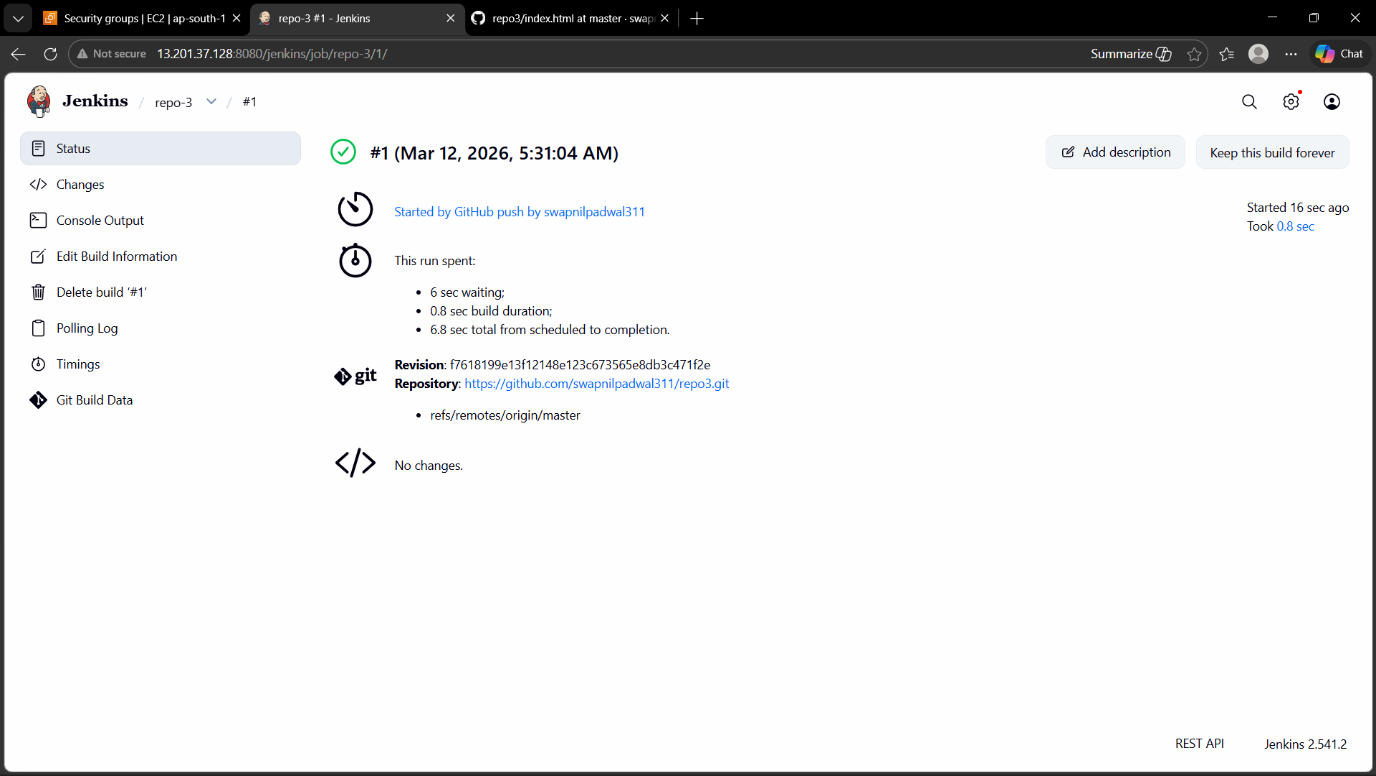 Security groups | EC2 | ap-south-1
repo-3 #1 - Jenkins
repo3/index.html at master · swap
Not secure 13.201.37.128:8080/jenkins/job/repo-3/1/
Summarize
Chat
Jenkins / repo-3 / #1
Status
Changes
Console Output
Edit Build Information
Delete build ‘#1’
Polling Log
Timings
Git Build Data
#1 (Mar 12, 2026, 5:31:04 AM)
Add description
Keep this build forever
Started by GitHub push by swapnilpadwal311
Started 16 sec ago
Took 0.8 sec
This run spent:
• 6 sec waiting;
• 0.8 sec build duration;
• 6.8 sec total from scheduled to completion.
git
Revision: f7618199e13f12148e123c673565e8db3c471f2e
Repository: https://github.com/swapnilpadwal311/repo3.git
• refs/remotes/origin/master
No changes.
REST API
Jenkins 2.541.2